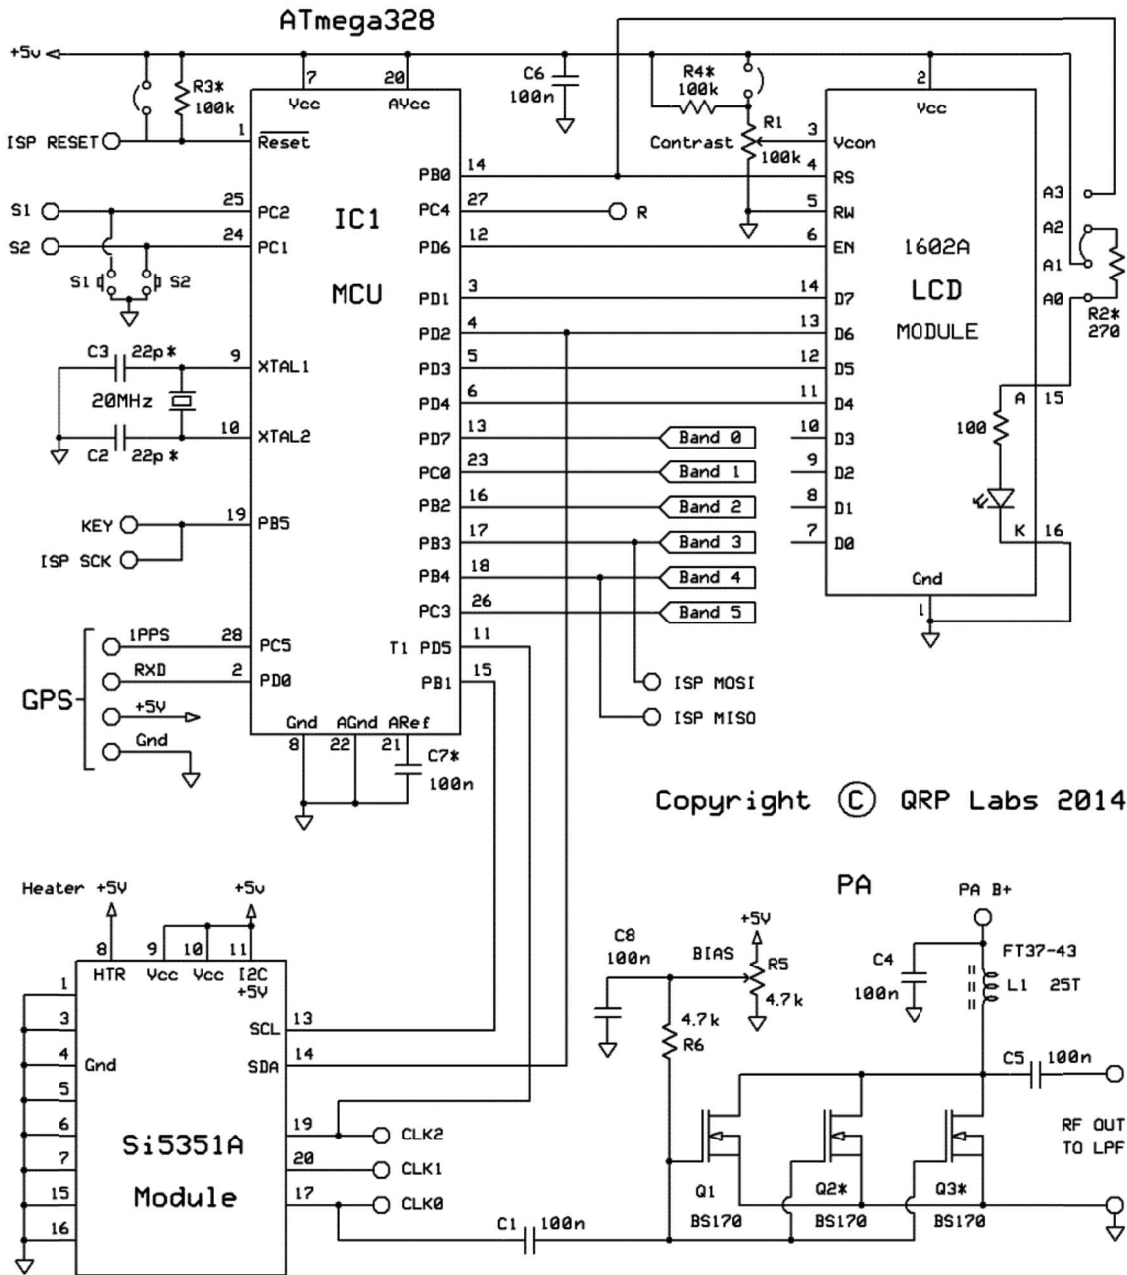 ATmega328
+5v
7
20
Vcc
AVcc
R3*
100k
C6
100n
R4*
100k
2
Vcc
ISP RESET
1
Reset
R1
100k
Contrast
3
Vcon
PB0
14
4
RS
S1
25
PC2
IC1
PC4
27
R
5
RW
A3
S2
24
PC1
PD6
12
6
EN
1602A
A2
A1
S1
S2
MCU
LCD
MODULE
PD1
3
14
D7
A0
R2*
270
PD2
4
13
D6
C3
22p*
9
XTAL1
PD3
5
12
D5
20MHz
PD4
6
11
D4
A
15
100
C2
22p*
10
XTAL2
PD7
13
Band 0
10
D3
PC0
23
Band 1
9
D2
PB2
16
Band 2
8
D1
KEY
19
PB5
PB3
17
Band 3
7
D0
K
16
ISP SCK
PB4
18
Band 4
Gnd
1
PC3
26
Band 5
GPS
1PPS
28
PC5
T1 PD5
11
RXD
2
PD0
PB1
15
ISP MOSI
+5V
ISP MISO
Gnd
Gnd
AGnd
ARef
8
22
21
C7*
100n
Copyright © QRP Labs 2014
Heater +5V
+5v
PA
PA B+
8
9
10
11
HTR
Vcc
Vcc
I2C
+5V
C8
100n
BIAS
+5V
R5
4.7k
C4
100n
FT37-43
L1 25T
1
3
4
Gnd
5
6
7
15
16
SCL
13
SDA
14
4.7k
R6
C5
100n
Si5351A
Module
19
CLK2
20
CLK1
17
CLK0
RF OUT
TO LPF
Q1
BS170
Q2*
BS170
Q3*
BS170
C1
100n